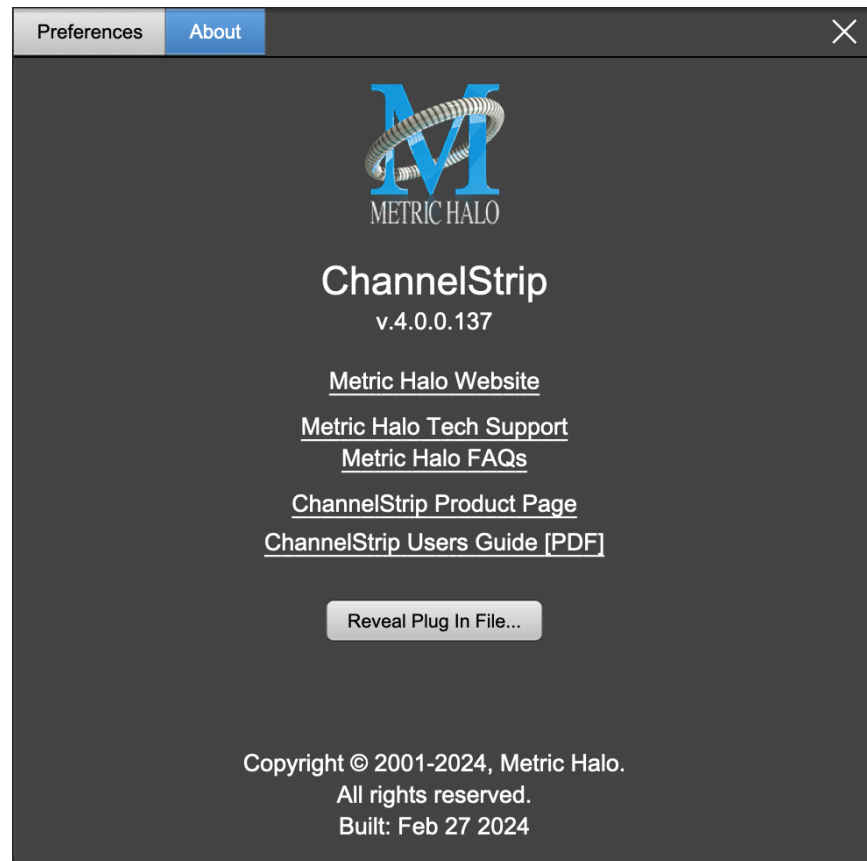 Preferences
About
METRIC HALO
ChannelStrip
v.4.0.0.137
Metric Halo Website
Metric Halo Tech Support
Metric Halo FAQs
ChannelStrip Product Page
ChannelStrip Users Guide [PDF]
Reveal Plug In File...
Copyright © 2001-2024, Metric Halo.
All rights reserved.
Built: Feb 27 2024